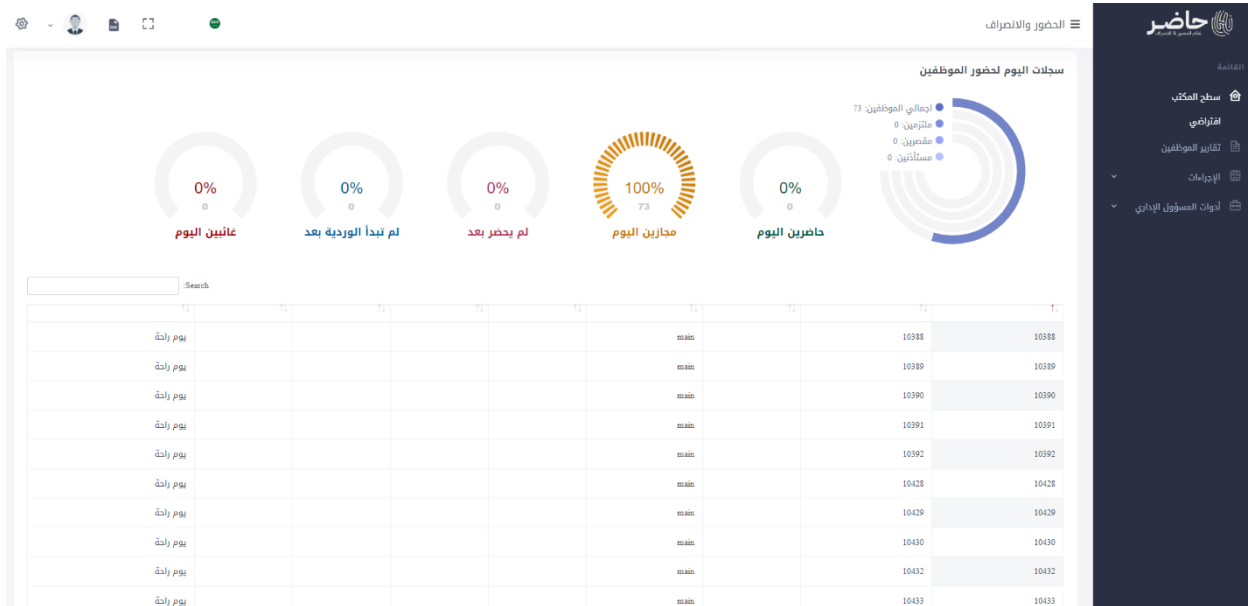 حاضر
نظام الحضور & الانصراف
القائمة
سطح المكتب
افتراضي
تقارير الموظفين
الإجراءات
أدوات المسؤول الإداري
الحضور والانصراف
سجلات اليوم لحضور الموظفين
اجمالي الموظفين: 73
ملتزمين: 0
مقصرين: 0
مستأذنين: 0
0%
0
حاضرين اليوم
100%
73
مجازين اليوم
0%
0
لم يحضر بعد
0%
0
لم تبدأ الوردية بعد
0%
0
غائبين اليوم
Search:
10388 10388 main يوم راحة
10389 10389 main يوم راحة
10390 10390 main يوم راحة
10391 10391 main يوم راحة
10392 10392 main يوم راحة
10428 10428 main يوم راحة
10429 10429 main يوم راحة
10430 10430 main يوم راحة
10432 10432 main يوم راحة
10433 10433 main يوم راحة